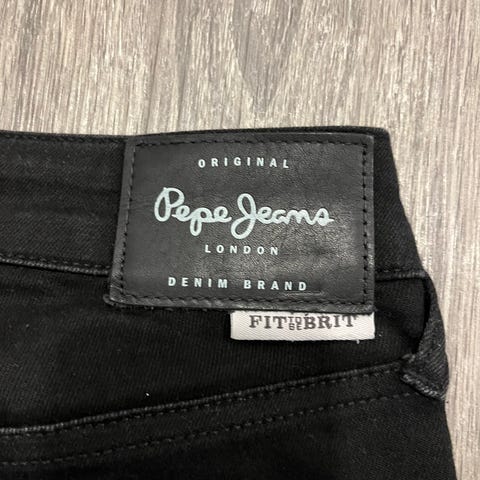 ORIGINAL
Pepe Jeans
LONDON
DENIM BRAND
FIT TO BE BRIT